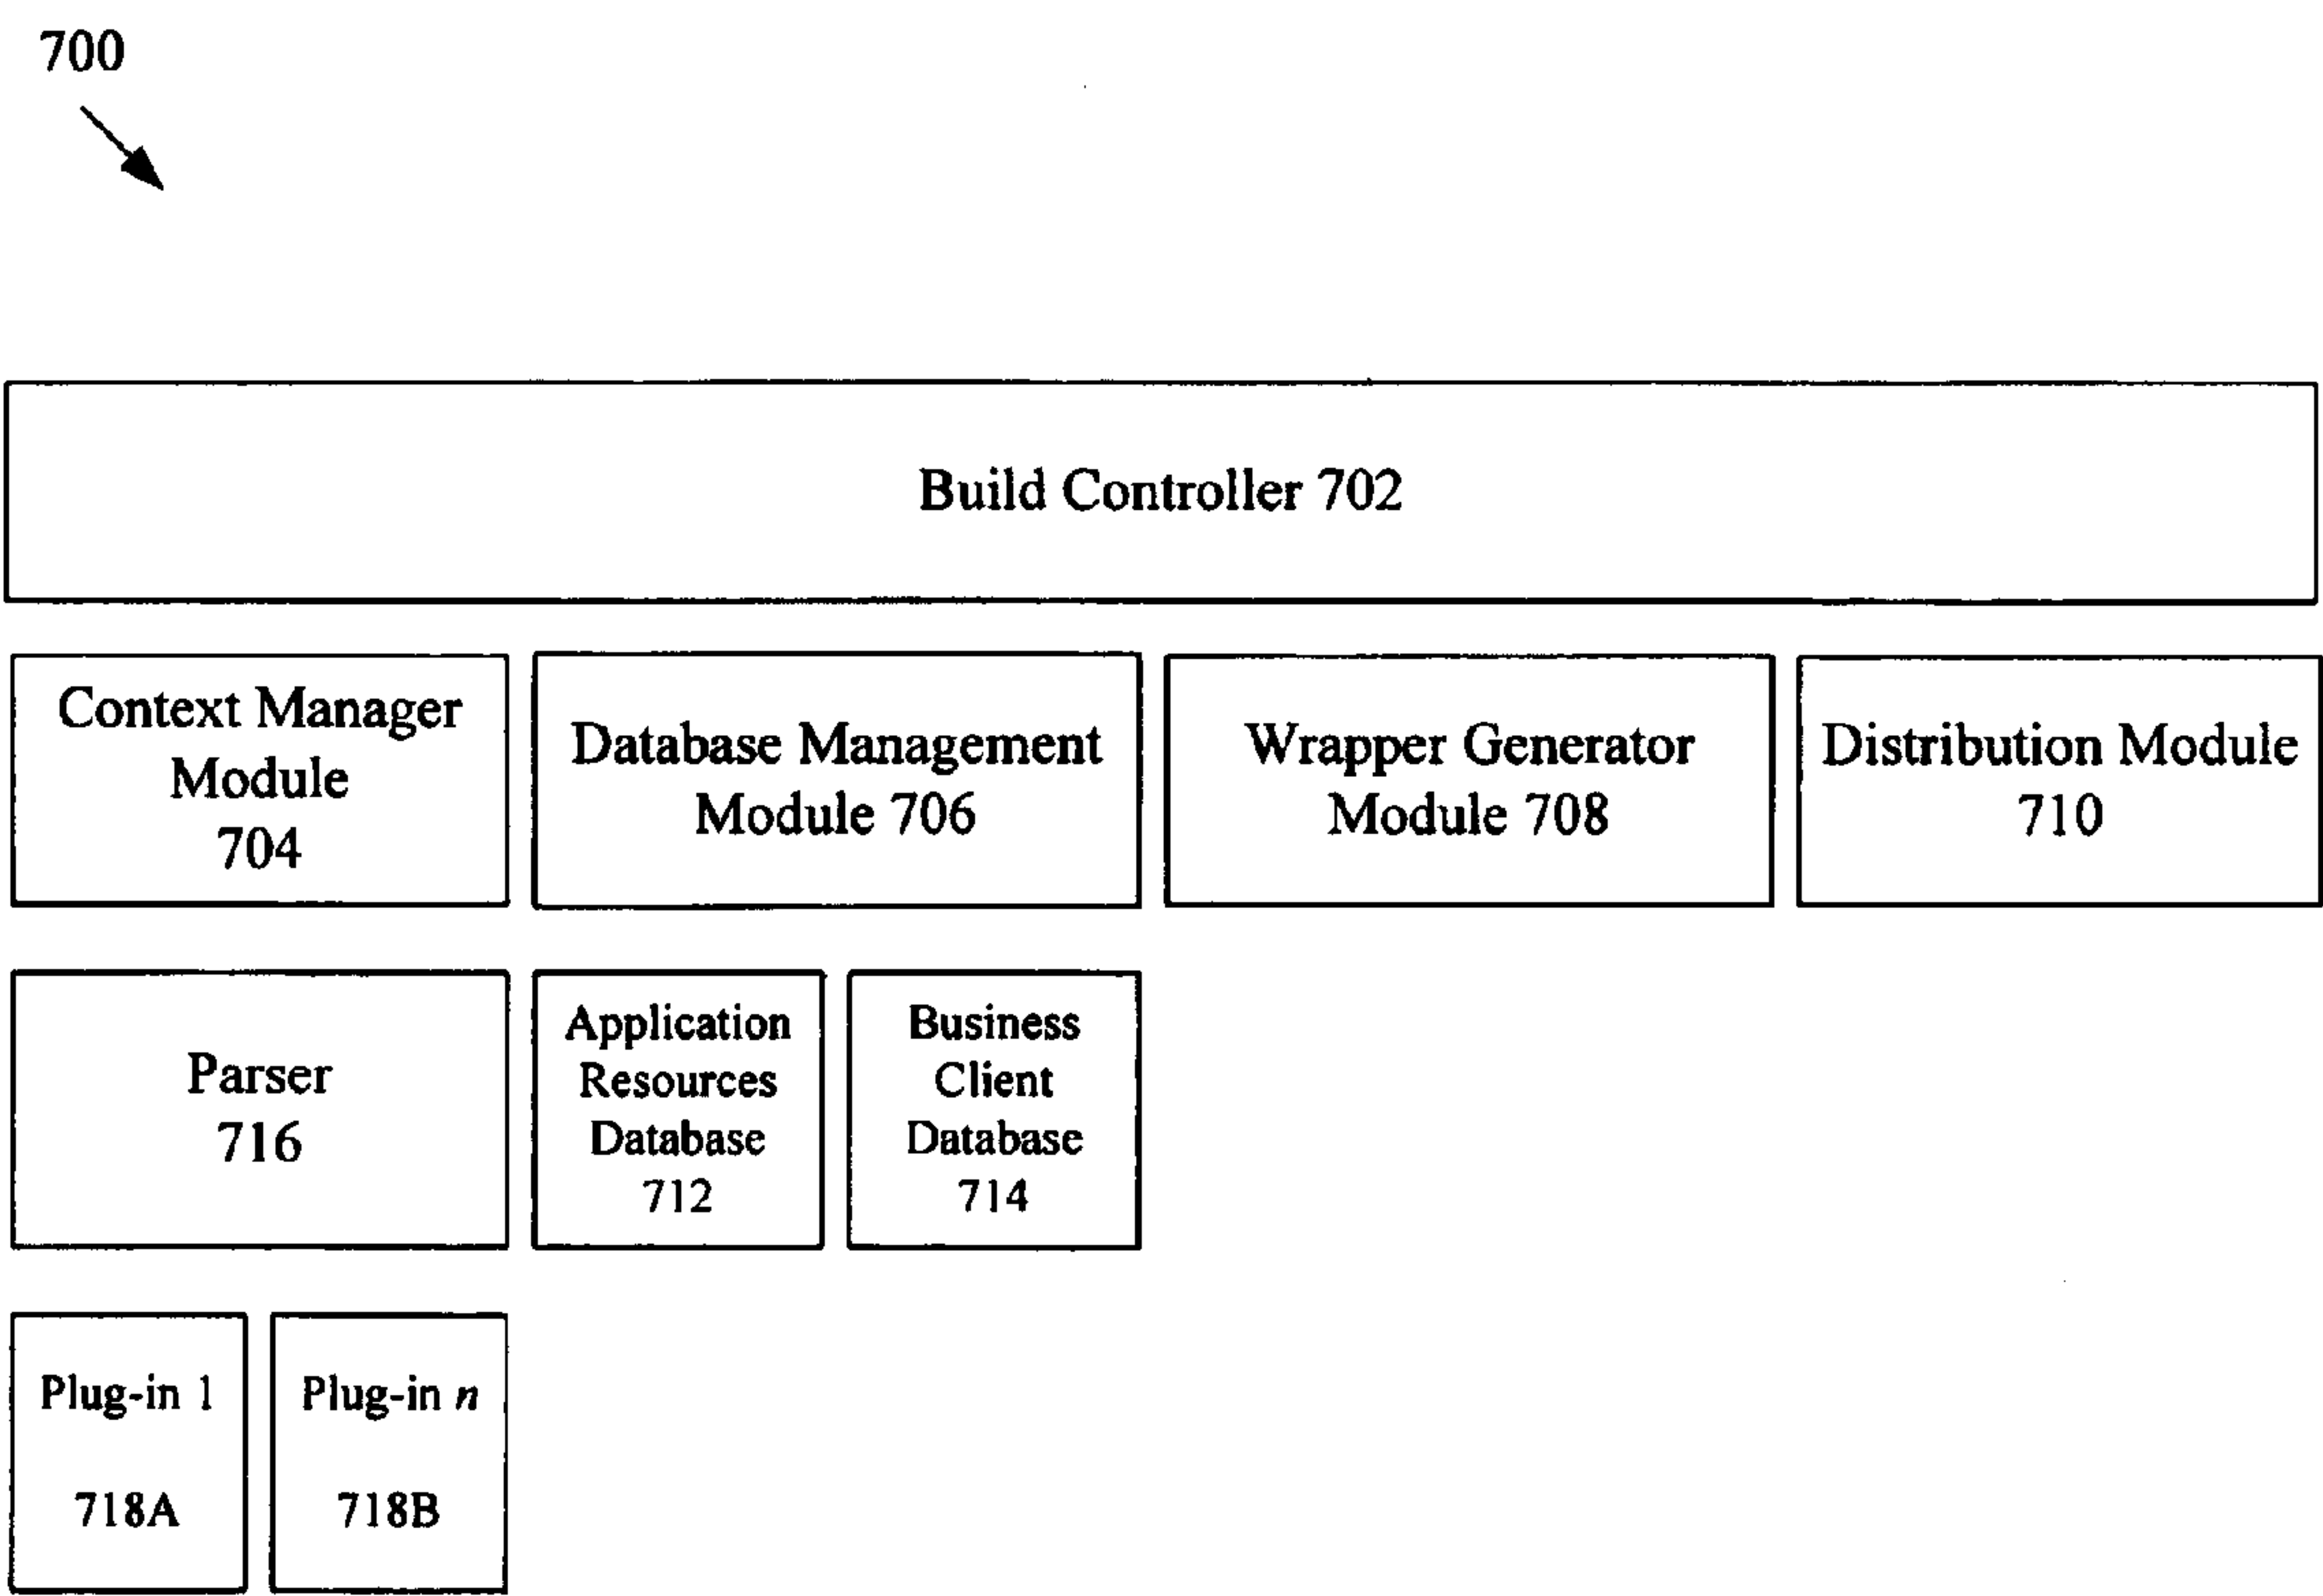 700
Build Controller 702
Context Manager
Module
704
Database Management
Module 706
Wrapper Generator
Module 708
Distribution Module
710
Parser
716
Application
Resources
Database
712
Business
Client
Database
714
Plug-in 1
718A
Plug-in n
718B